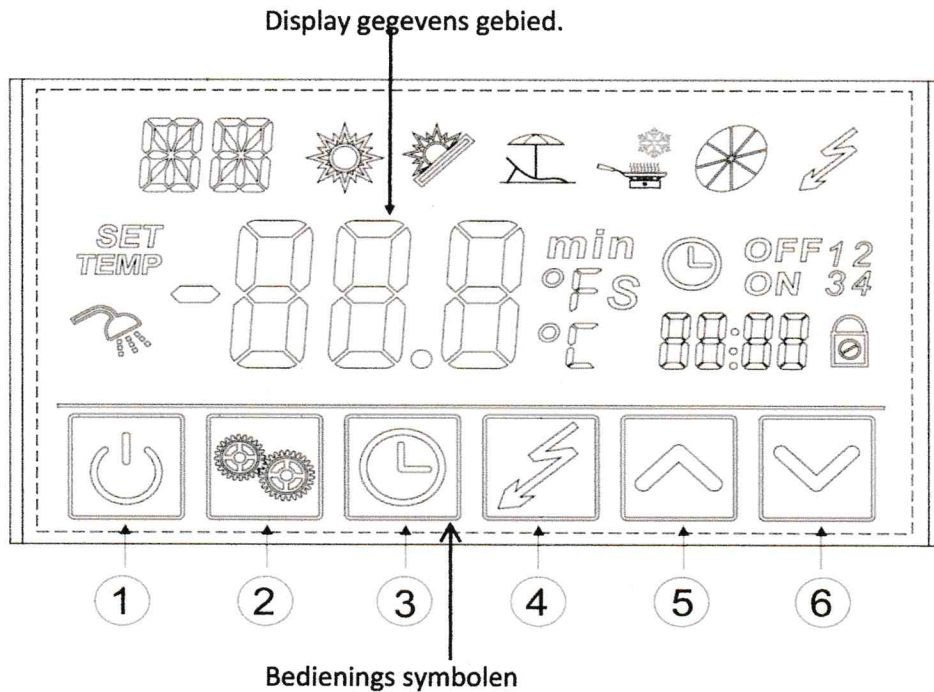 Display gegevens gebied.
SET
TEMP
-88.8
min
°F S
°C
OFF 12
ON 34
88:88
1 2 3 4 5 6
Bedienings symbolen